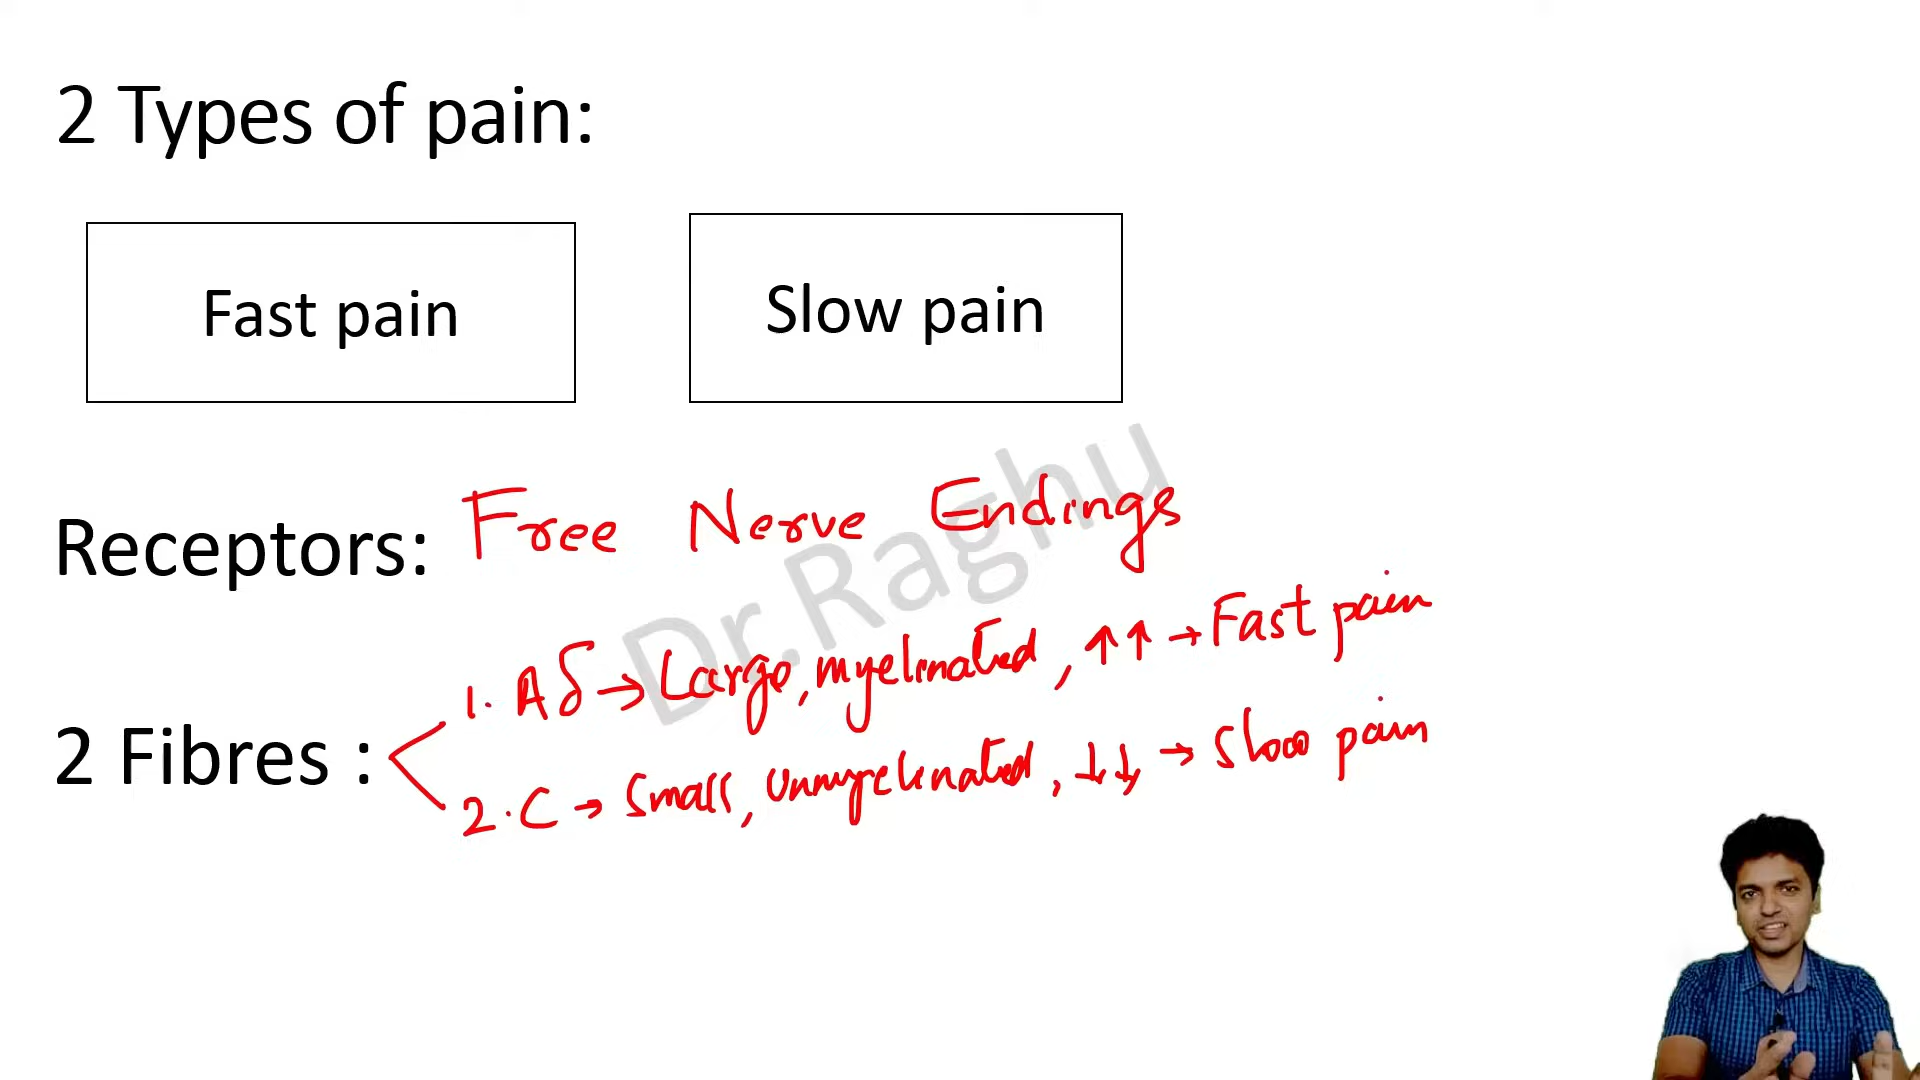 2 Types of pain:
Fast pain
Slow pain
Receptors: Free Nerve Endings
Dr.Raghu
2 Fibres :
1. Aδ → Large, myelinated, ↑↑ → Fast pain
2. C → Small, Unmyelinated, ↓↓ → Slow pain